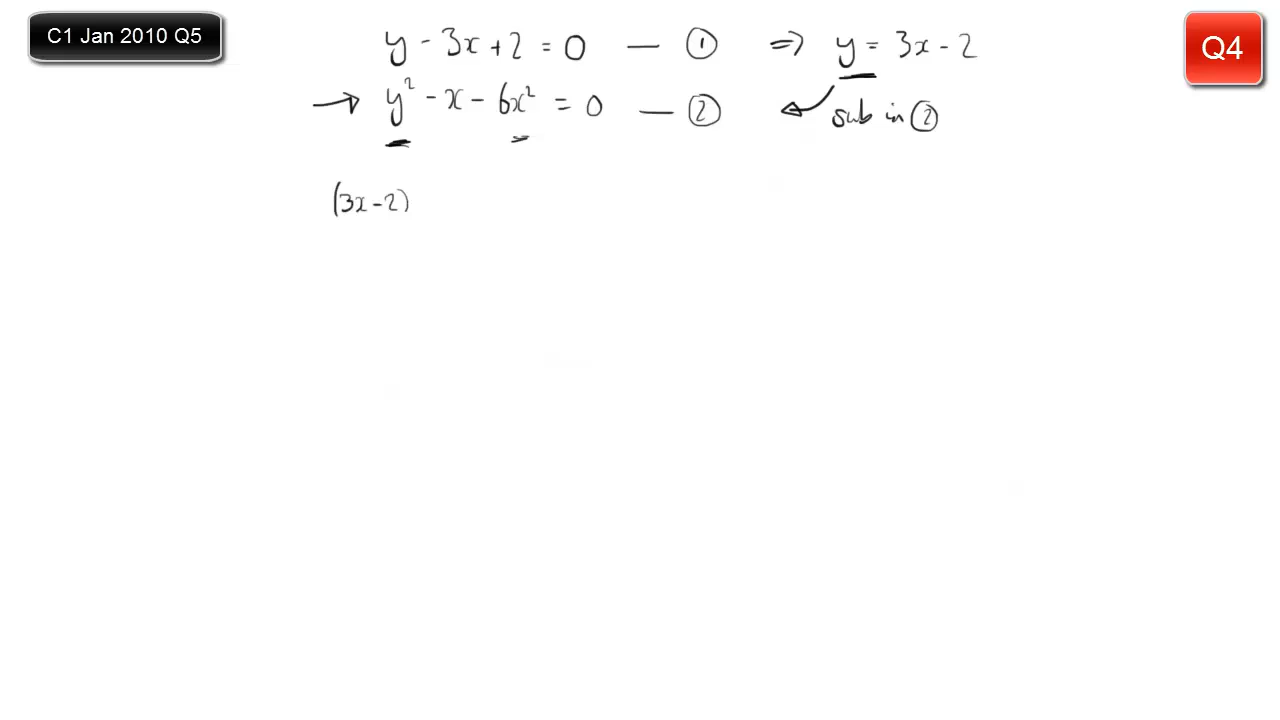 C1 Jan 2010 Q5
Q4
y - 3x + 2 = 0 — ① ⇒ y = 3x - 2
→ y² - x - 6x² = 0 — ② sub in ②
(3x - 2)